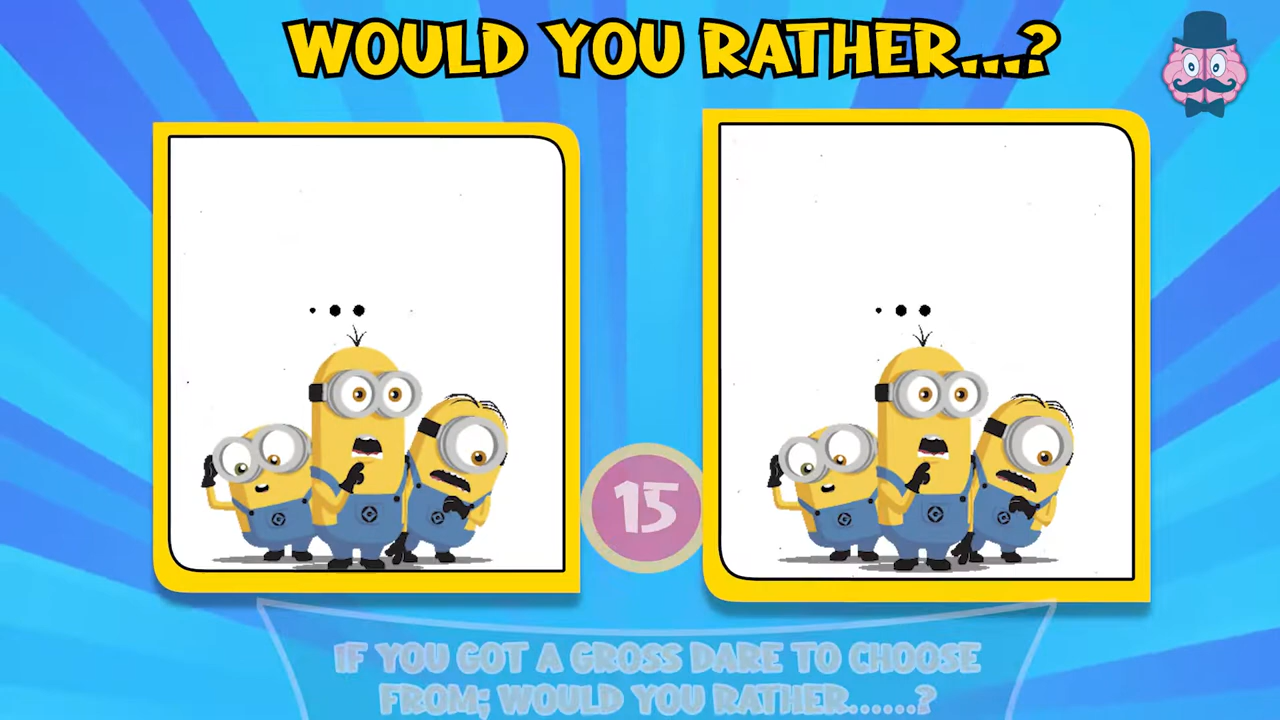 WOULD YOU RATHER...?
15
IF YOU GOT A GROSS DARE TO CHOOSE
FROM; WOULD YOU RATHER......?